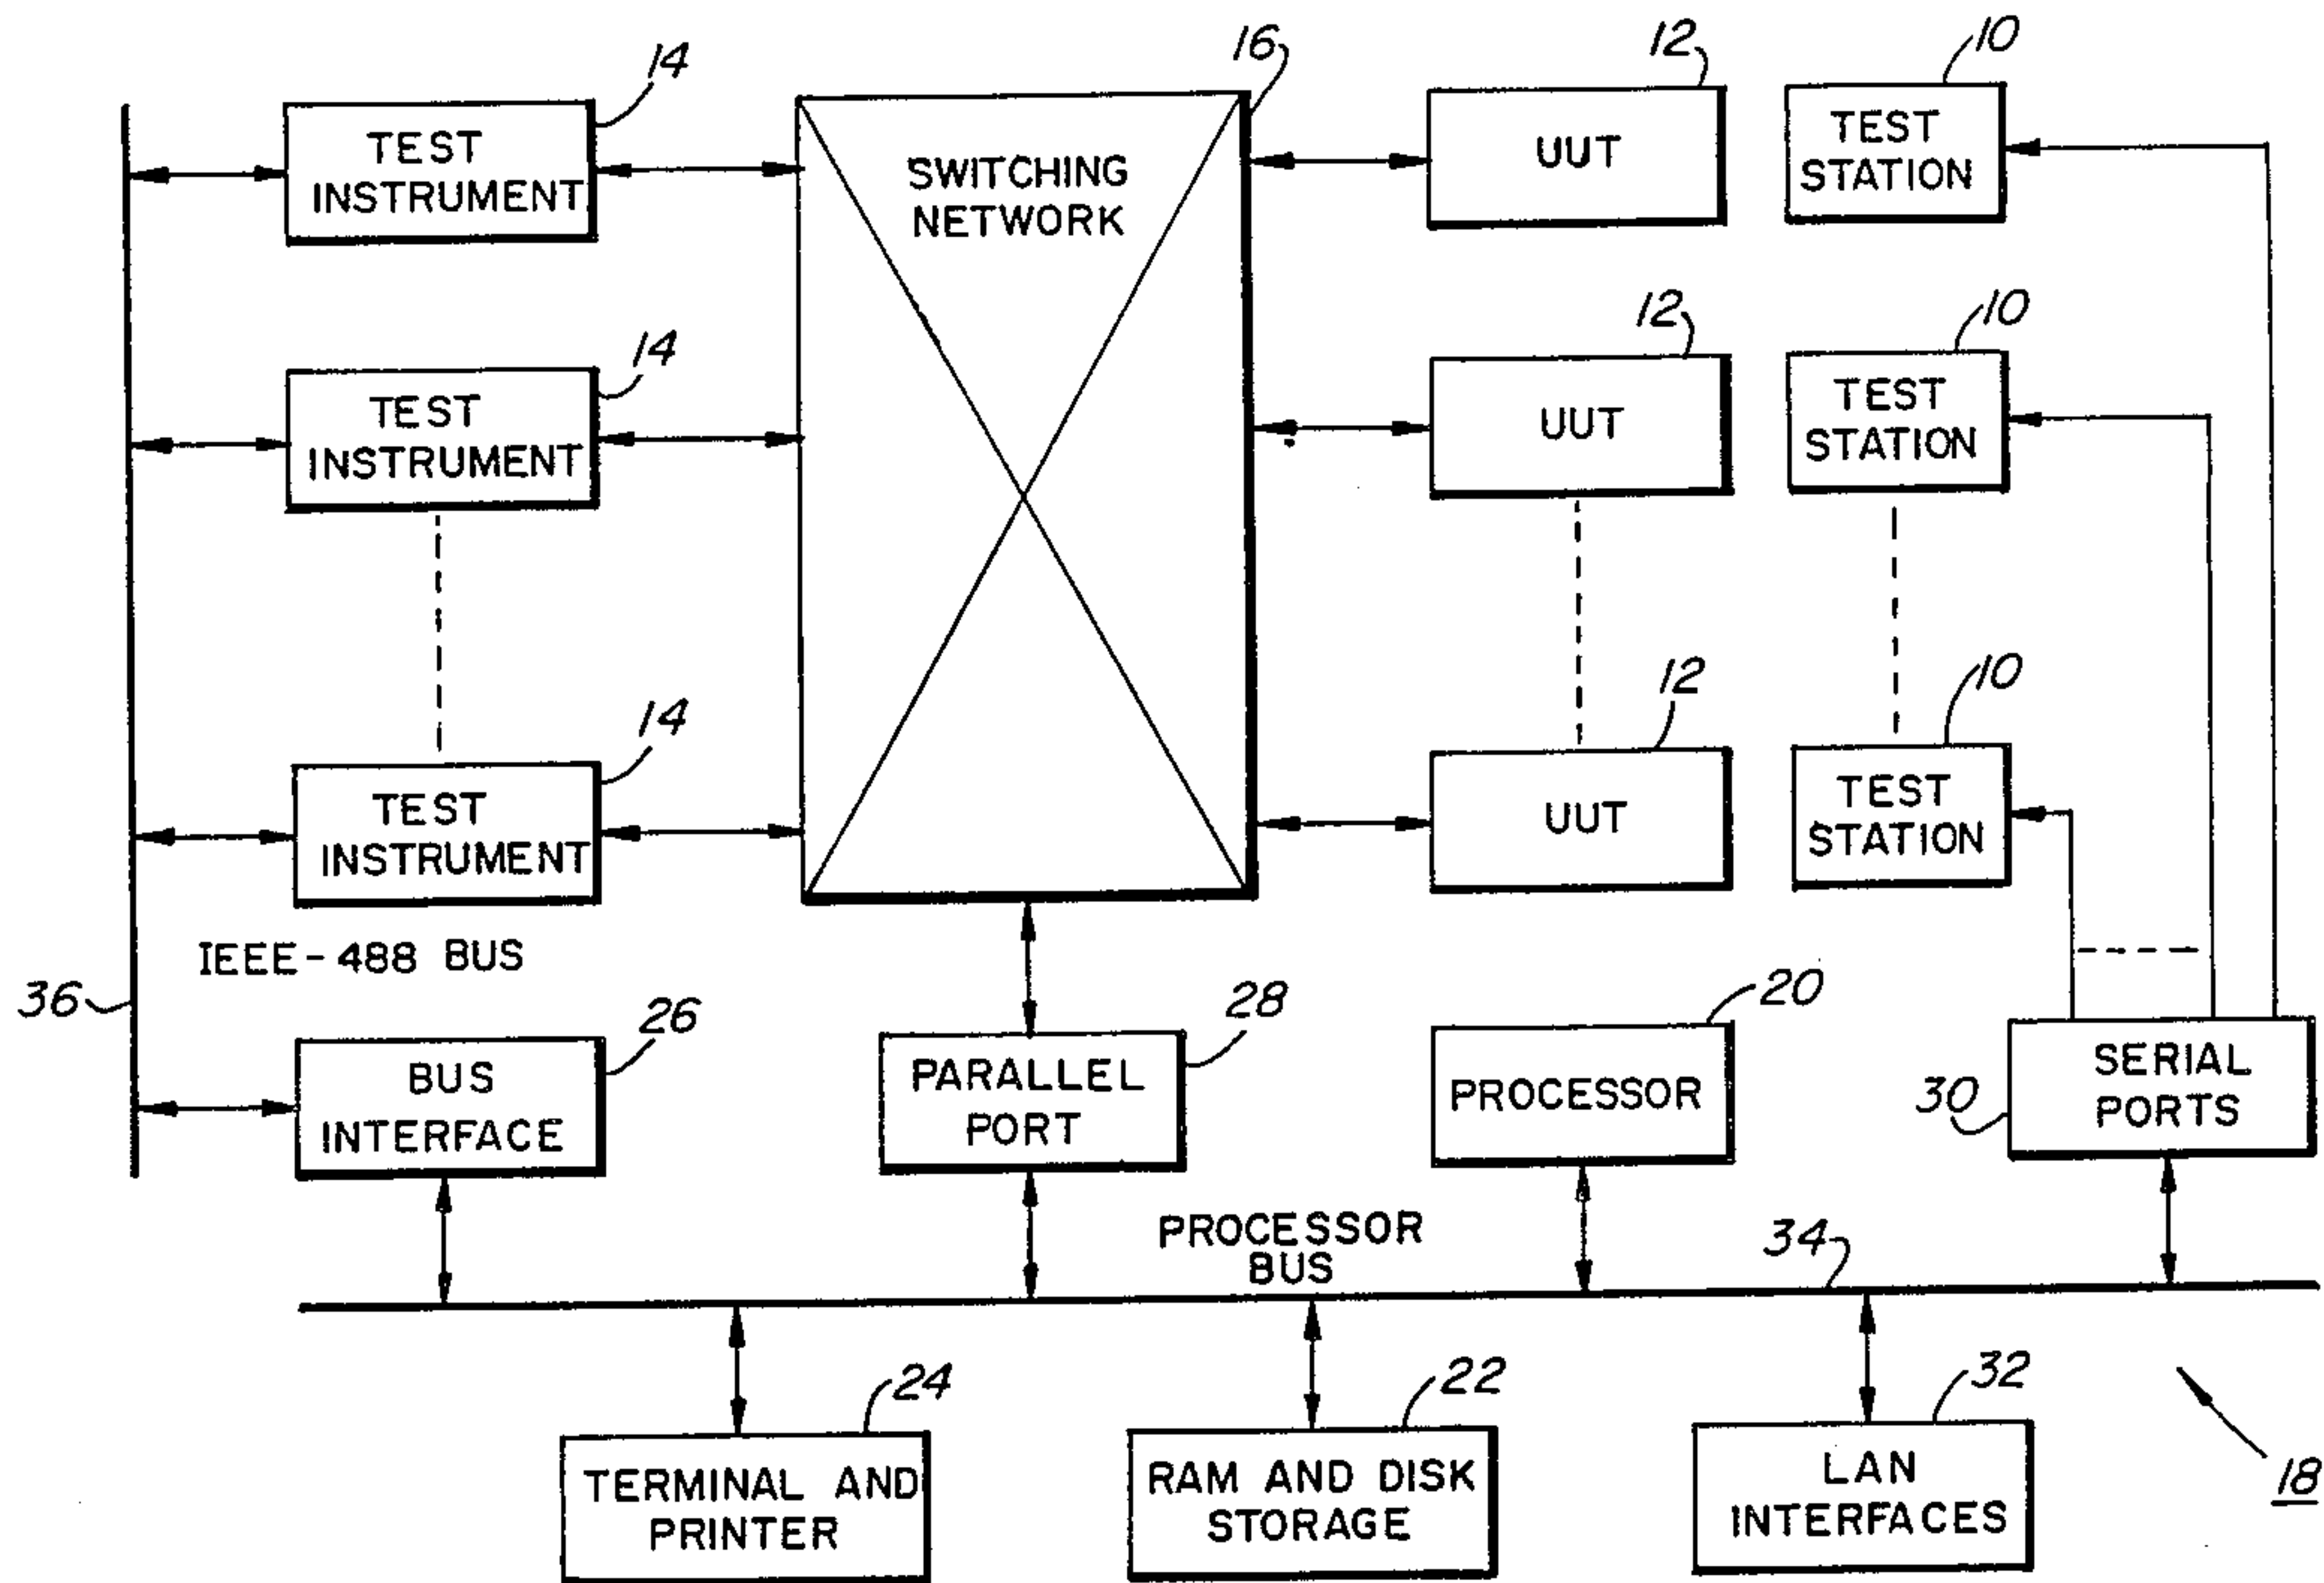 14
16
12
10
TEST
INSTRUMENT
SWITCHING
NETWORK
UUT
TEST
STATION
14
12
10
TEST
INSTRUMENT
UUT
TEST
STATION
14
12
10
TEST
INSTRUMENT
UUT
TEST
STATION
IEEE-488 BUS
36
26
28
20
BUS
INTERFACE
PARALLEL
PORT
PROCESSOR
30
SERIAL
PORTS
PROCESSOR
BUS
34
24
22
32
18
TERMINAL AND
PRINTER
RAM AND DISK
STORAGE
LAN
INTERFACES